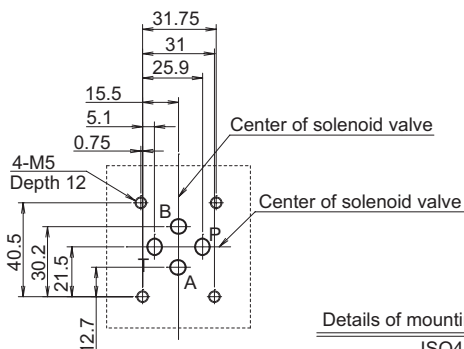 31.75
31
25.9
15.5
5.1
0.75
Center of solenoid valve
4-M5
Depth 12
Center of solenoid valve
B
P
T
A
40.5
30.2
21.5
12.7
Details of mounti
ISO4